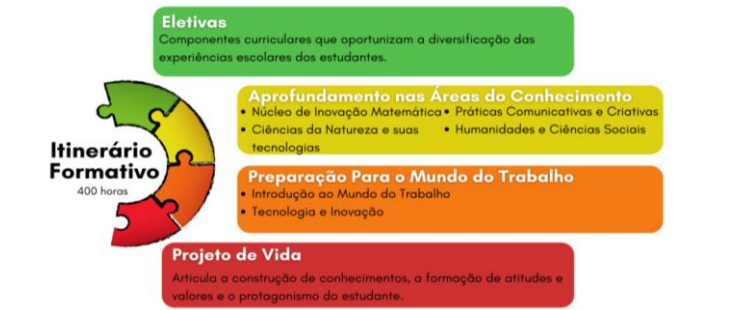 Eletivas
Componentes curriculares que oportunizam a diversificação das
experiências escolares dos estudantes.
Aprofundamento nas Áreas do Conhecimento
• Núcleo de Inovação Matemática
• Ciências da Natureza e suas
tecnologias
• Práticas Comunicativas e Criativas
• Humanidades e Ciências Sociais
Itinerário
Formativo
400 horas
Preparação Para o Mundo do Trabalho
• Introdução ao Mundo do Trabalho
• Tecnologia e Inovação
Projeto de Vida
Articula a construção de conhecimentos, a formação de atitudes e
valores e o protagonismo do estudante.